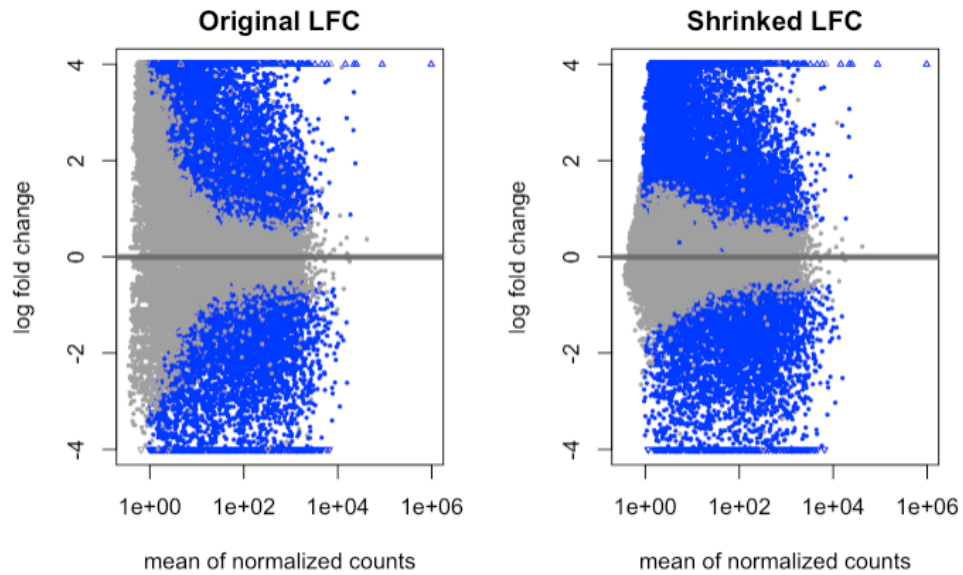 Original LFC
log fold change
4
2
0
-2
-4
1e+00 1e+02 1e+04 1e+06
mean of normalized counts
Shrinked LFC
log fold change
4
2
0
-2
-4
1e+00 1e+02 1e+04 1e+06
mean of normalized counts